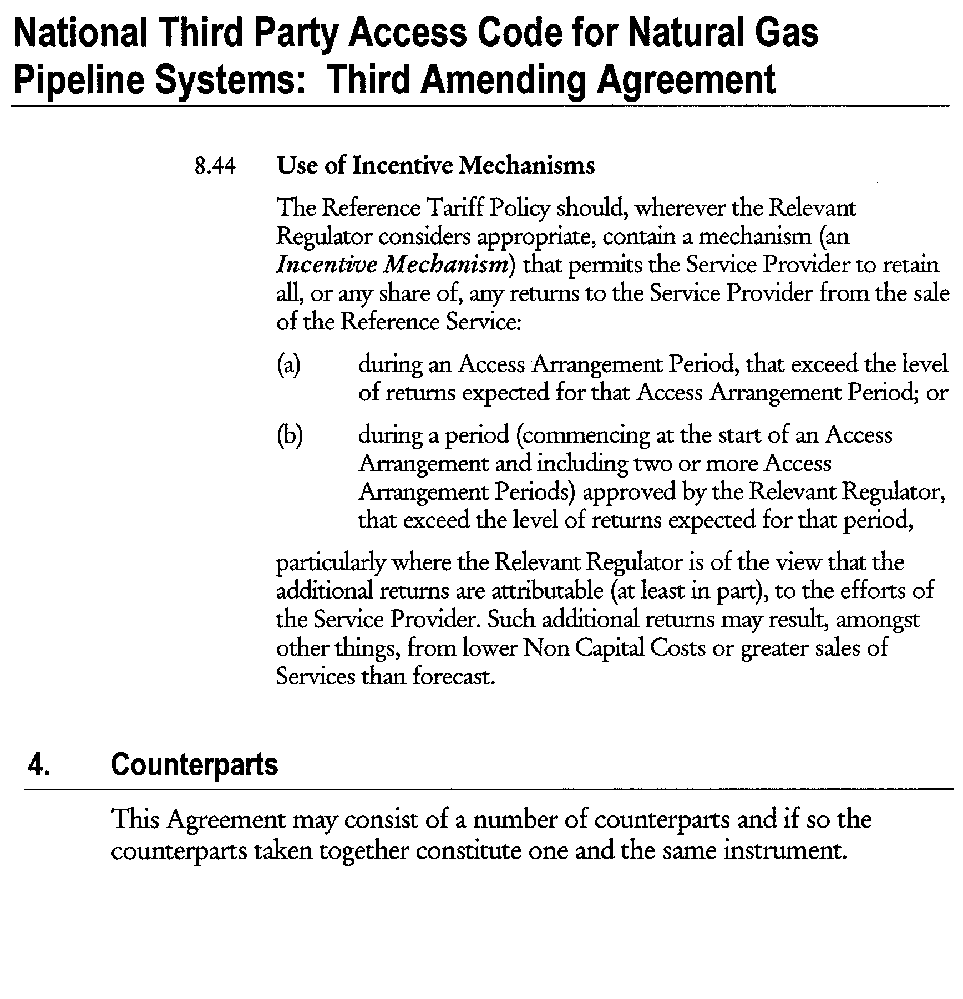 National Third Party Access Code for Natural Gas
Pipeline Systems: Third Amending Agreement
8.44 Use of Incentive Mechanisms
The Reference Tariff Policy should, wherever the Relevant
Regulator considers appropriate, contain a mechanism (an
Incentive Mechanism) that permits the Service Provider to retain
all, or any share of, any returns to the Service Provider from the sale
of the Reference Service:
(a) during an Access Arrangement Period, that exceed the level
of returns expected for that Access Arrangement Period; or
(b) during a period (commencing at the start of an Access
Arrangement and including two or more Access
Arrangement Periods) approved by the Relevant Regulator,
that exceed the level of returns expected for that period,
particularly where the Relevant Regulator is of the view that the
additional returns are attributable (at least in part), to the efforts of
the Service Provider. Such additional returns may result, amongst
other things, from lower Non Capital Costs or greater sales of
Services than forecast.
4. Counterparts
This Agreement may consist of a number of counterparts and if so the
counterparts taken together constitute one and the same instrument.